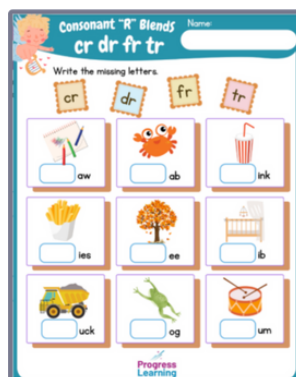 Consonant "R" Blends
cr dr fr tr
Name:
Write the missing letters.
cr dr fr tr
aw ab ink
ies ee ib
uck og um
Progress
Learning